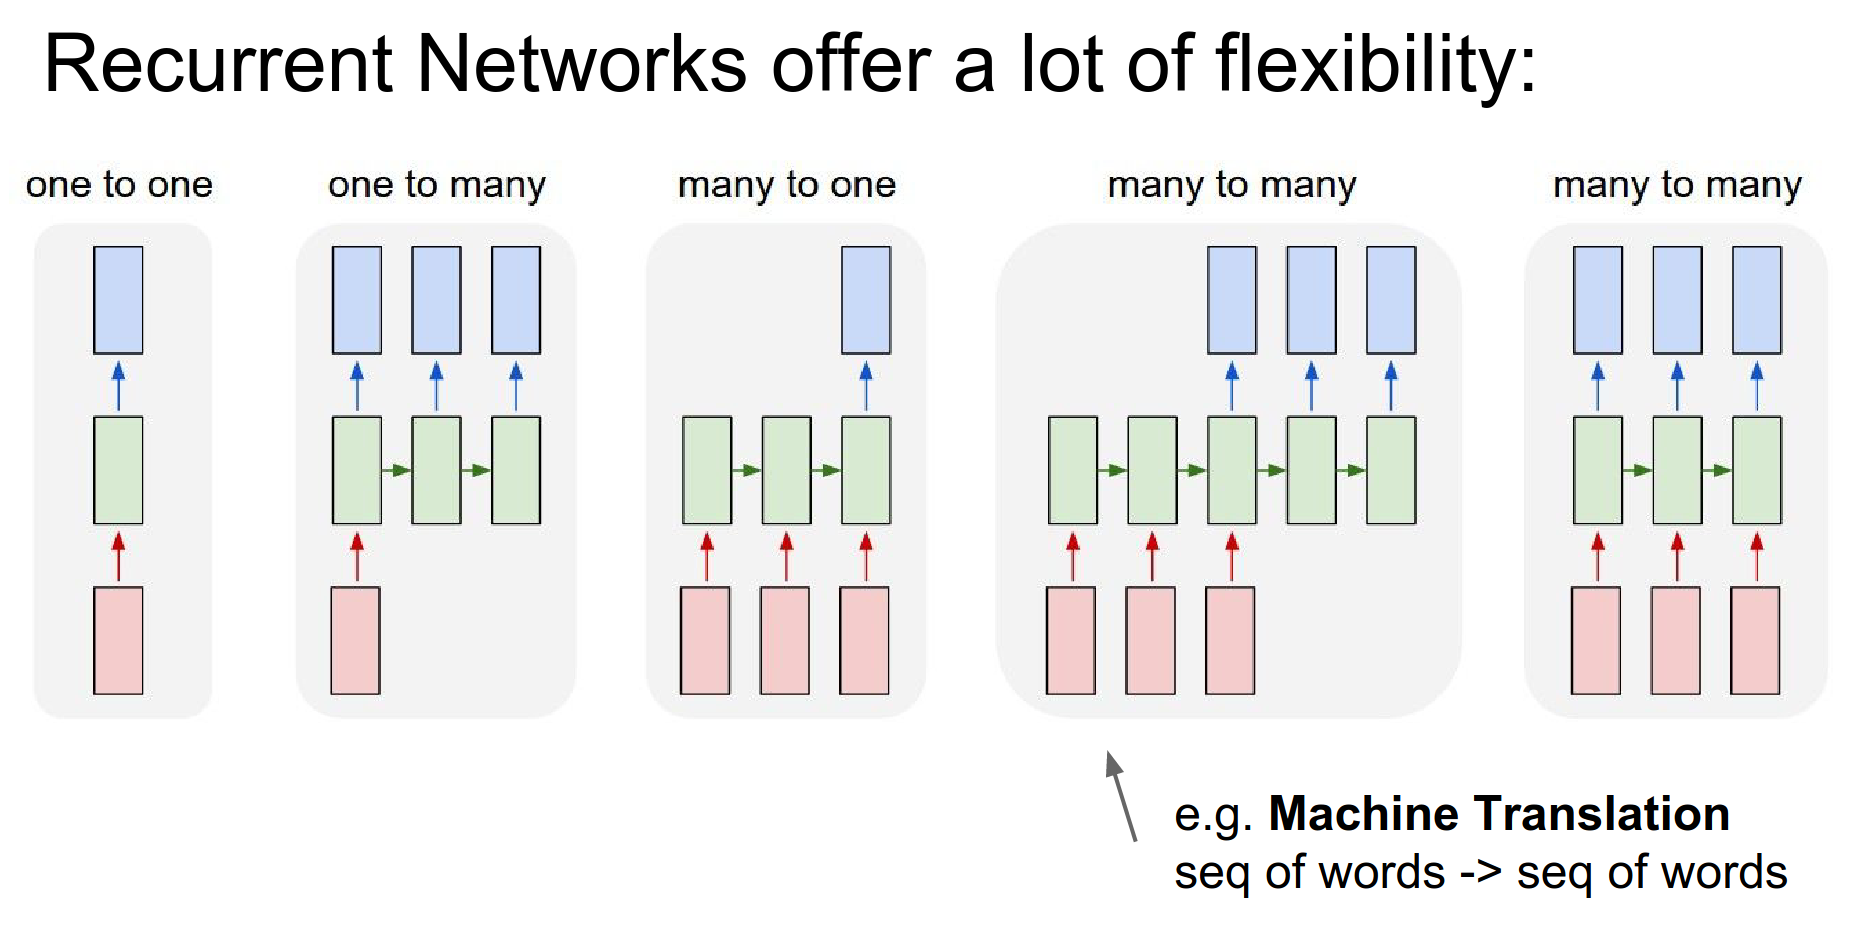 Recurrent Networks offer a lot of flexibility:
one to one
one to many
many to one
many to many
many to many
e.g. Machine Translation
seq of words -> seq of words